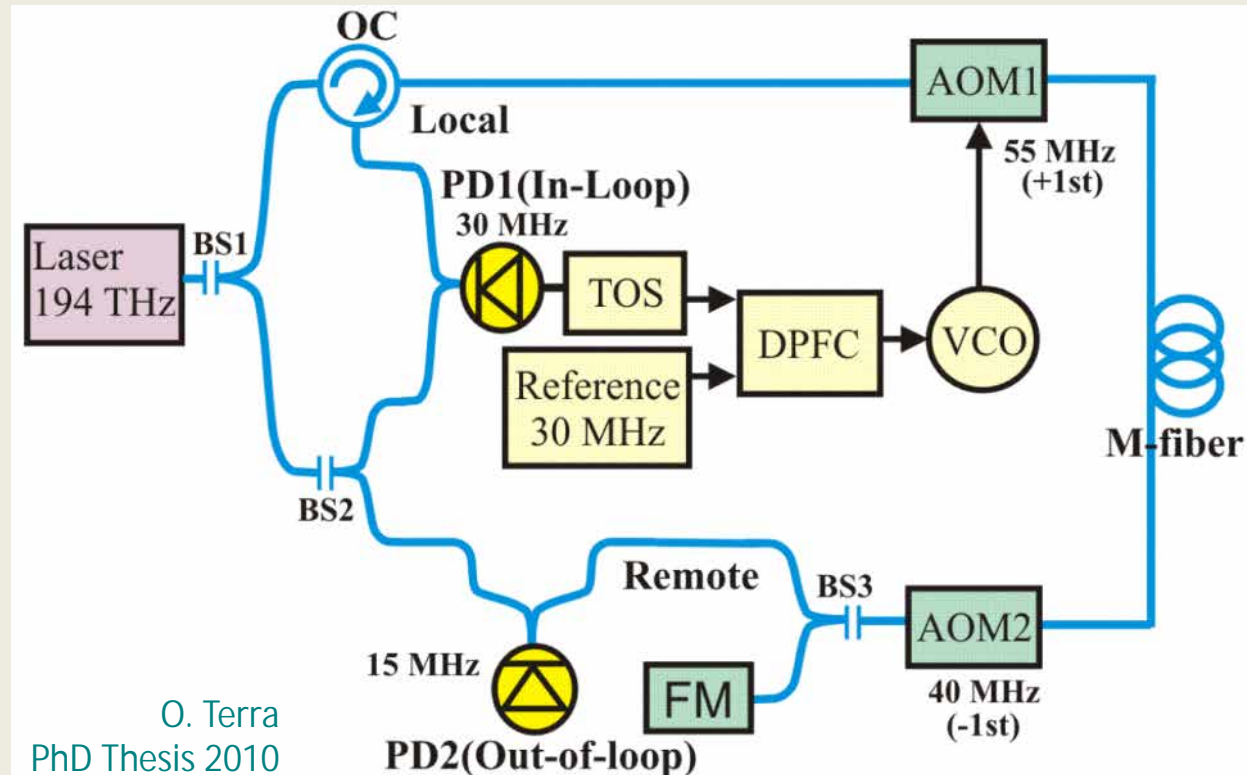 OC
Local
AOM1
55 MHz
(+1st)
PD1(In-Loop)
30 MHz
BS1
Laser
194 THz
TOS
DPFC
VCO
Reference
30 MHz
M-fiber
BS2
Remote
BS3
AOM2
40 MHz
(-1st)
15 MHz
FM
PD2(Out-of-loop)
O. Terra
PhD Thesis 2010